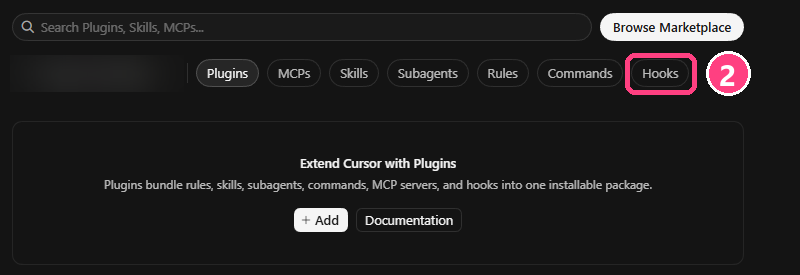 Search Plugins, Skills, MCPs...
Browse Marketplace
Plugins MCPs Skills Subagents Rules Commands Hooks 2
Extend Cursor with Plugins
Plugins bundle rules, skills, subagents, commands, MCP servers, and hooks into one installable package.
+ Add Documentation